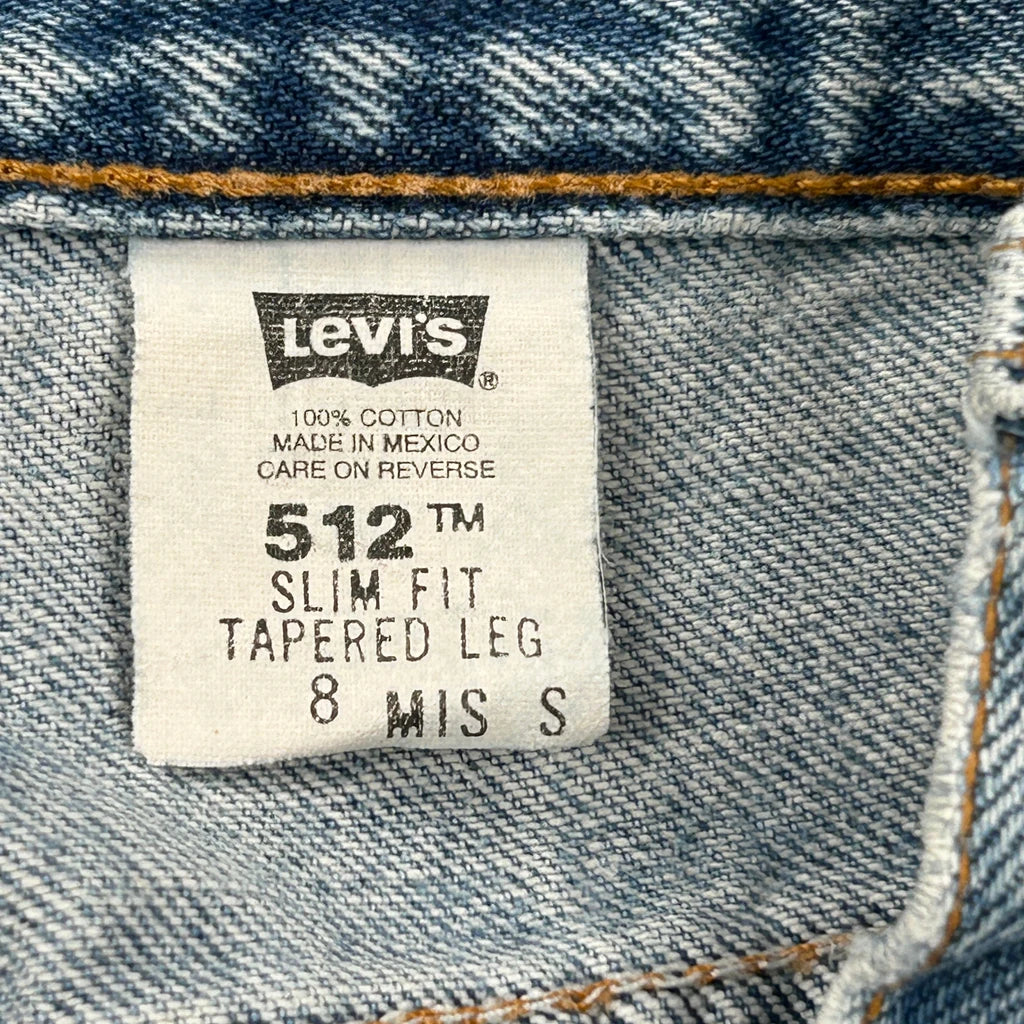 Levi's®
100% COTTON
MADE IN MEXICO
CARE ON REVERSE
512™
SLIM FIT
TAPERED LEG
8 MIS S